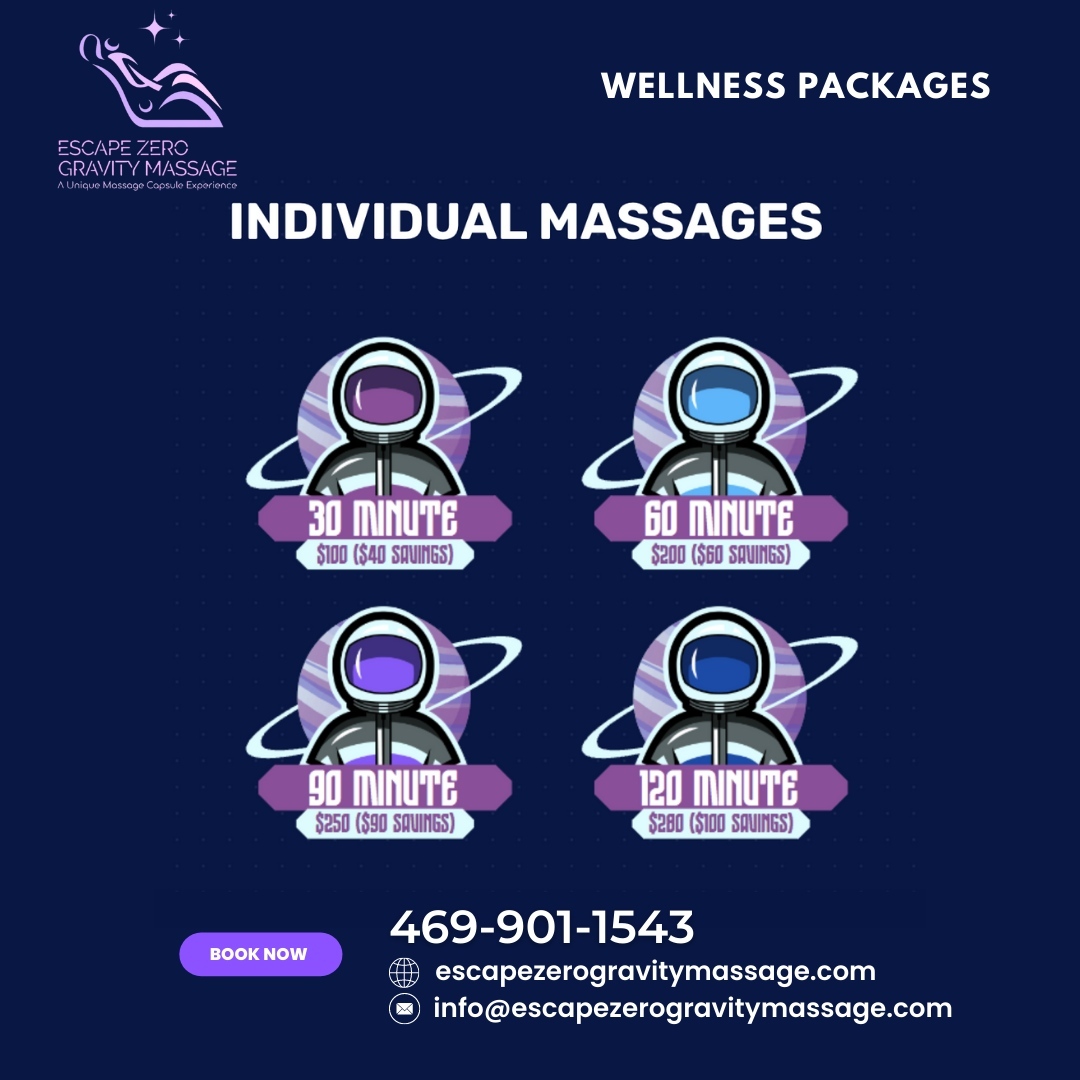 ESCAPE ZERO
GRAVITY MASSAGE
A Unique Massage Capsule Experience
WELLNESS PACKAGES
INDIVIDUAL MASSAGES
30 MINUTE
$100 ($40 SAVINGS)
60 MINUTE
$200 ($60 SAVINGS)
90 MINUTE
$250 ($90 SAVINGS)
120 MINUTE
$280 ($100 SAVINGS)
BOOK NOW
469-901-1543
escapezerogravitymassage.com
info@escapezerogravitymassage.com